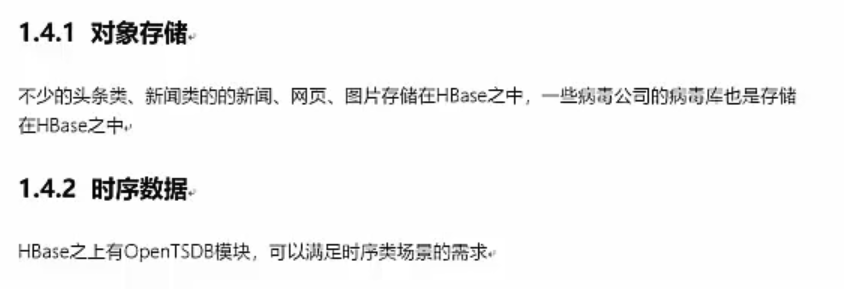 1.4.1 对象存储
不少的头条类、新闻类的的新闻、网页、图片存储在HBase之中，一些病毒公司的病毒库也是存储
在HBase之中
1.4.2 时序数据
HBase之上有OpenTSDB模块，可以满足时序类场景的需求